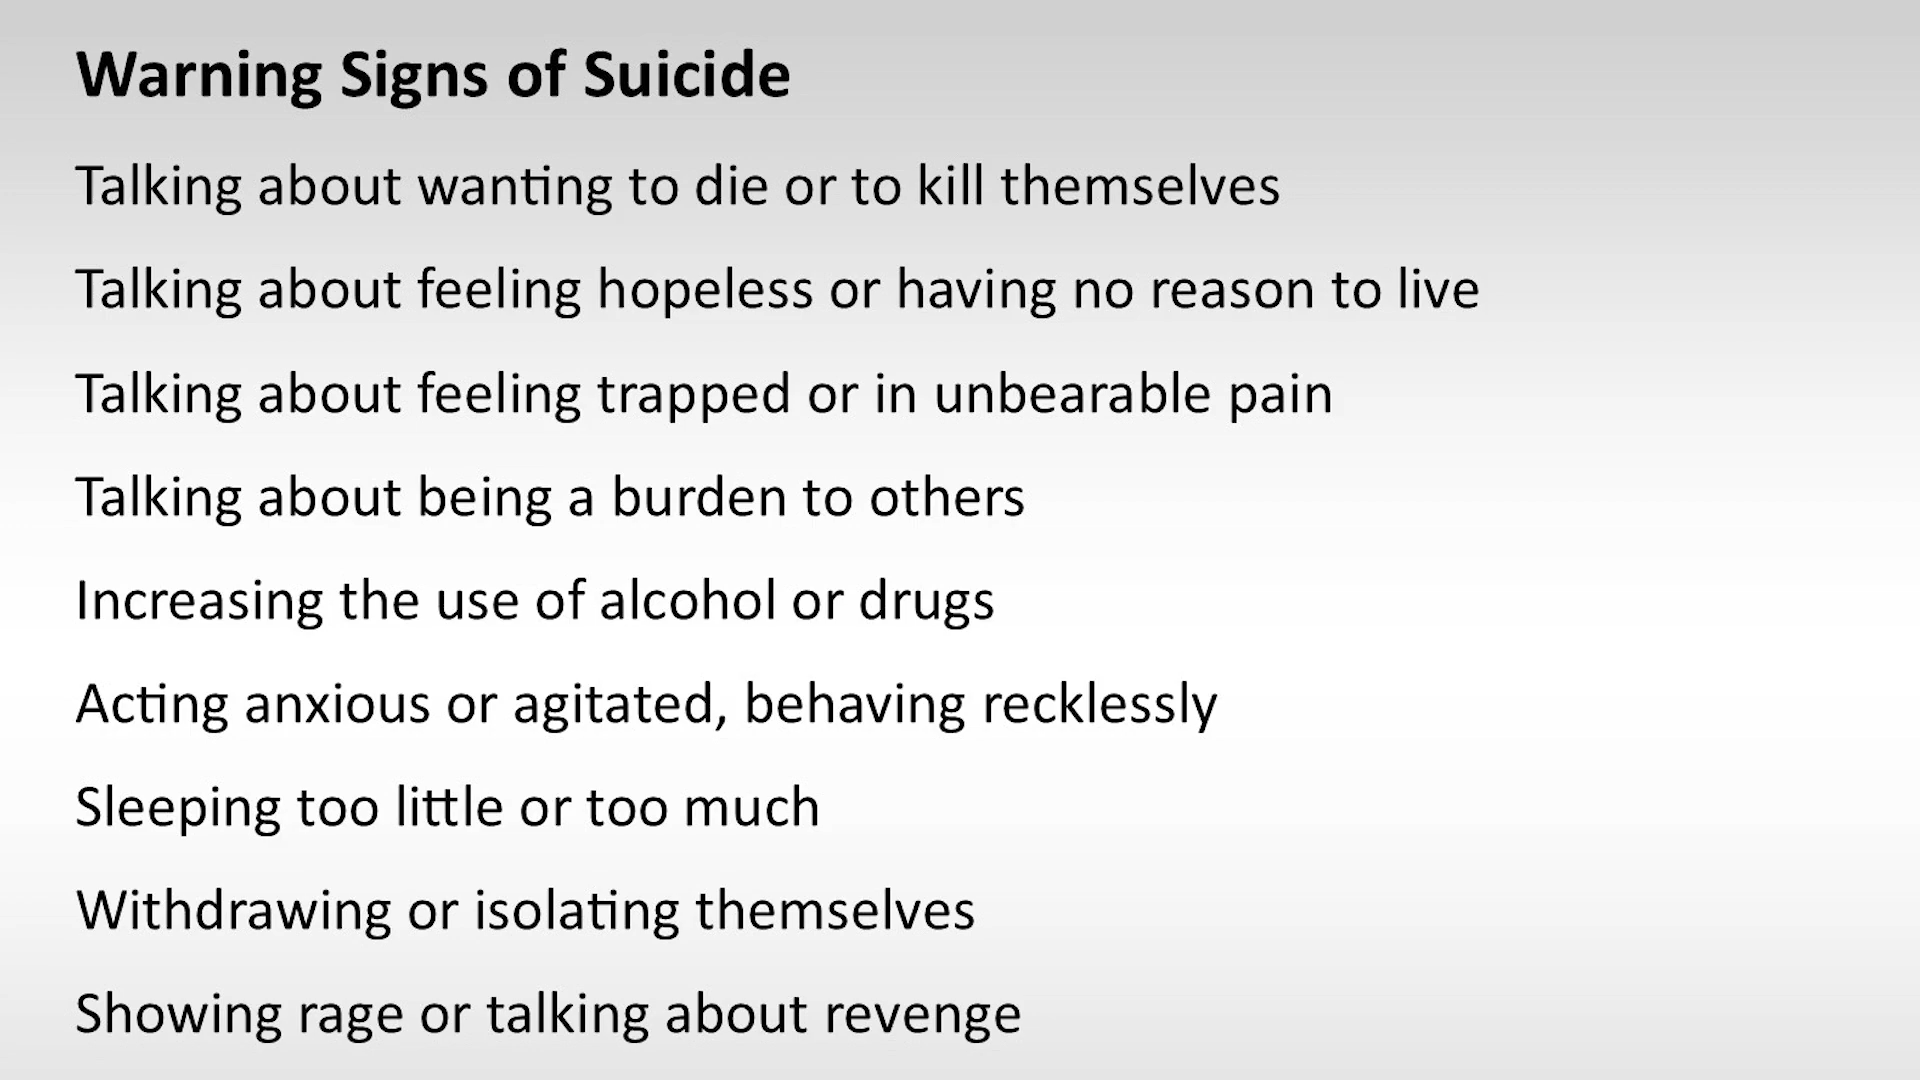 Warning Signs of Suicide
Talking about wanting to die or to kill themselves
Talking about feeling hopeless or having no reason to live
Talking about feeling trapped or in unbearable pain
Talking about being a burden to others
Increasing the use of alcohol or drugs
Acting anxious or agitated, behaving recklessly
Sleeping too little or too much
Withdrawing or isolating themselves
Showing rage or talking about revenge